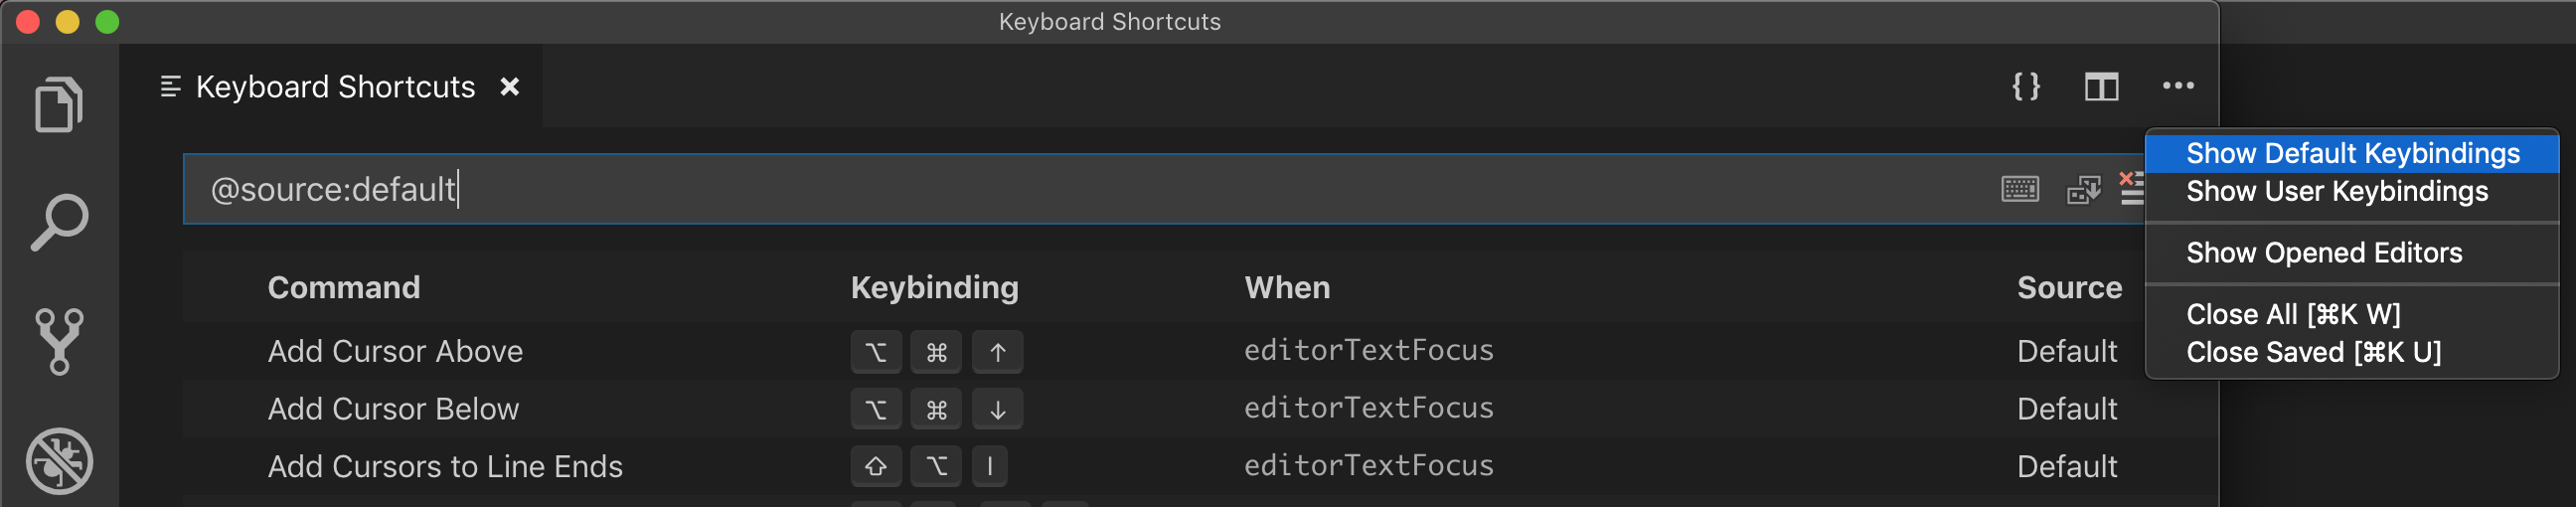 Keyboard Shortcuts
Keyboard Shortcuts
@source:default
Show Default Keybindings
Show User Keybindings
Show Opened Editors
Close All [⌘K W]
Close Saved [⌘K U]
Command Keybinding When Source
Add Cursor Above ⌥ ⌘ ↑ editorTextFocus Default
Add Cursor Below ⌥ ⌘ ↓ editorTextFocus Default
Add Cursors to Line Ends ⇧ ⌥ I editorTextFocus Default